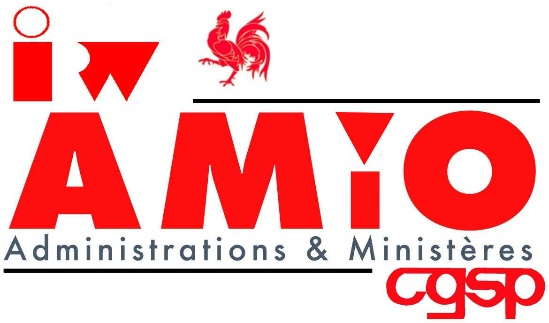 irw
AMiO
Administrations & Ministères
cgsp